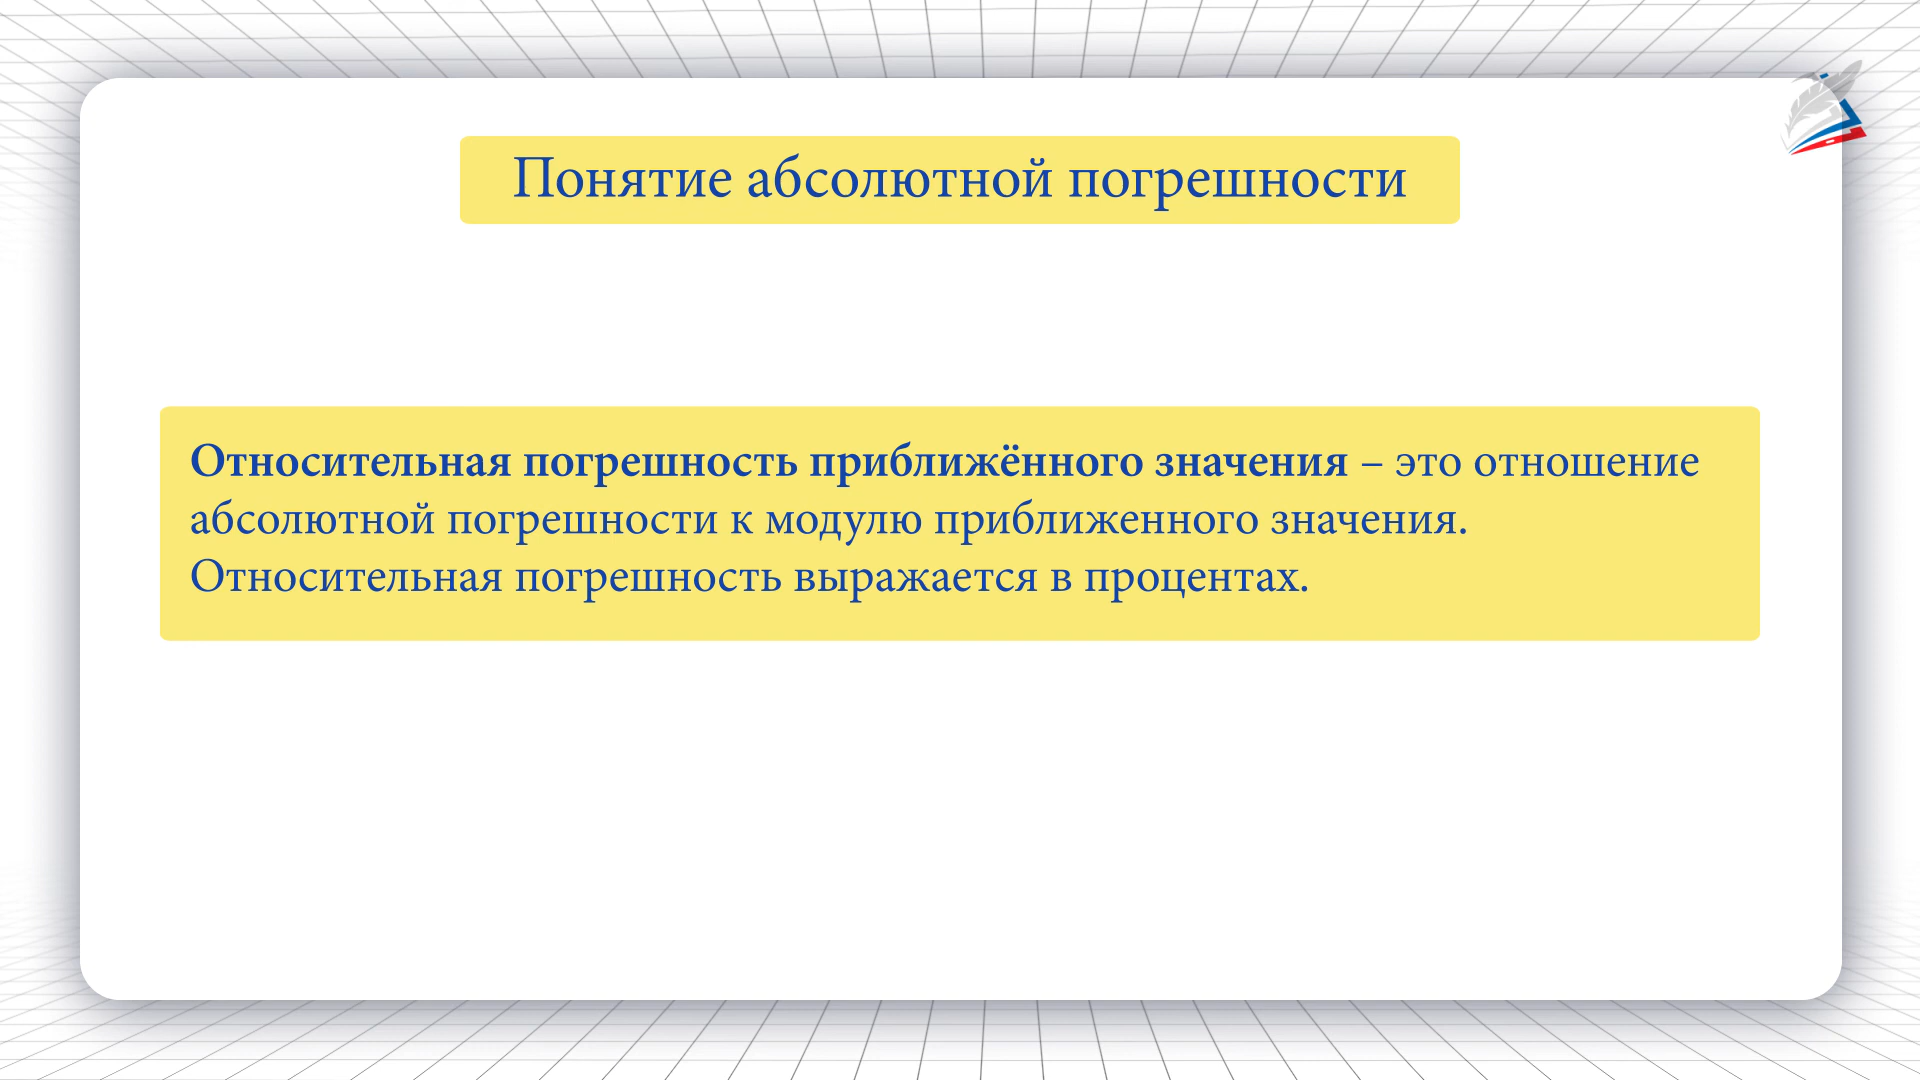 Понятие абсолютной погрешности
Относительная погрешность приближённого значения – это отношение
абсолютной погрешности к модулю приближенного значения.
Относительная погрешность выражается в процентах.